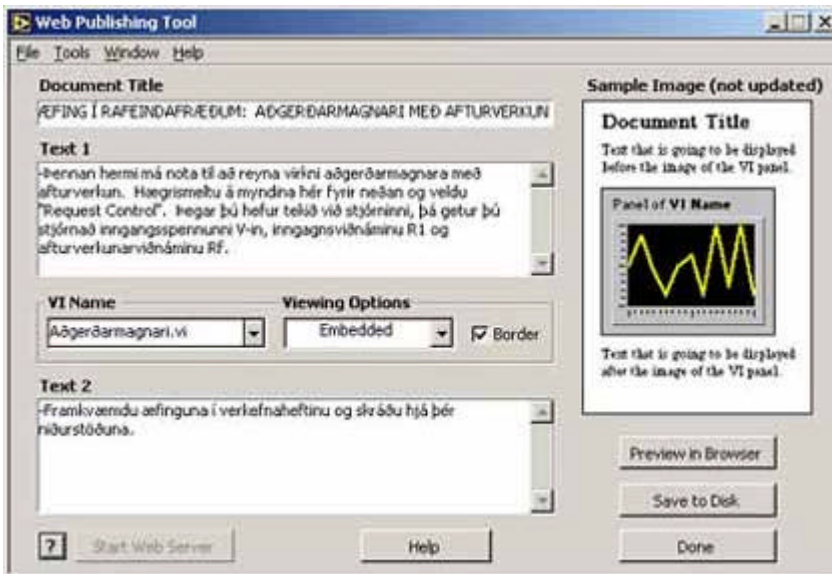 Web Publishing Tool
File Tools Window Help
Document Title
ÆFING Í RAFEINDAFRÆÐUM: AÐGERÐARMAGNARI MEÐ AFTURVERKUN
Text 1
-Þennan hermi má nota til að reyna virkni aðgerðarmagnara með
afturverkun. Hægrismeltu á myndina hér fyrir neðan og veldu
"Request Control". Þegar þú hefur tekið við stjórninni, þá getur þú
stjórnað inngangsspennunni V-in, inngagnsviðnáminu R1 og
afturverkunarviðnáminu Rf.
VI Name
Viewing Options
Aðgerðarmagnari.vi
Embedded
Border
Text 2
-Framkvæmdu æfinguna í verkefnaheftinu og skráðu hjá þér
niðurstöðuna.
? Start Web Server
Help
Sample Image (not updated)
Document Title
Text that is going to be displayed
before the image of the VI panel.
Panel of VI Name
Text that is going to be displayed
after the image of the VI panel.
Preview in Browser
Save to Disk
Done